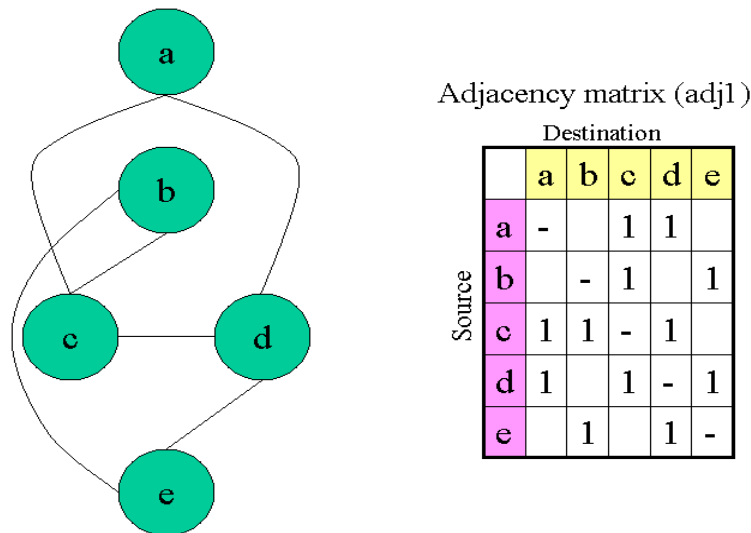 a
b
c
d
e
Adjacency matrix (adj1)
Destination
Source
a b c d e
a - 1 1
b - 1 1
c 1 1 - 1
d 1 1 - 1
e 1 1 -